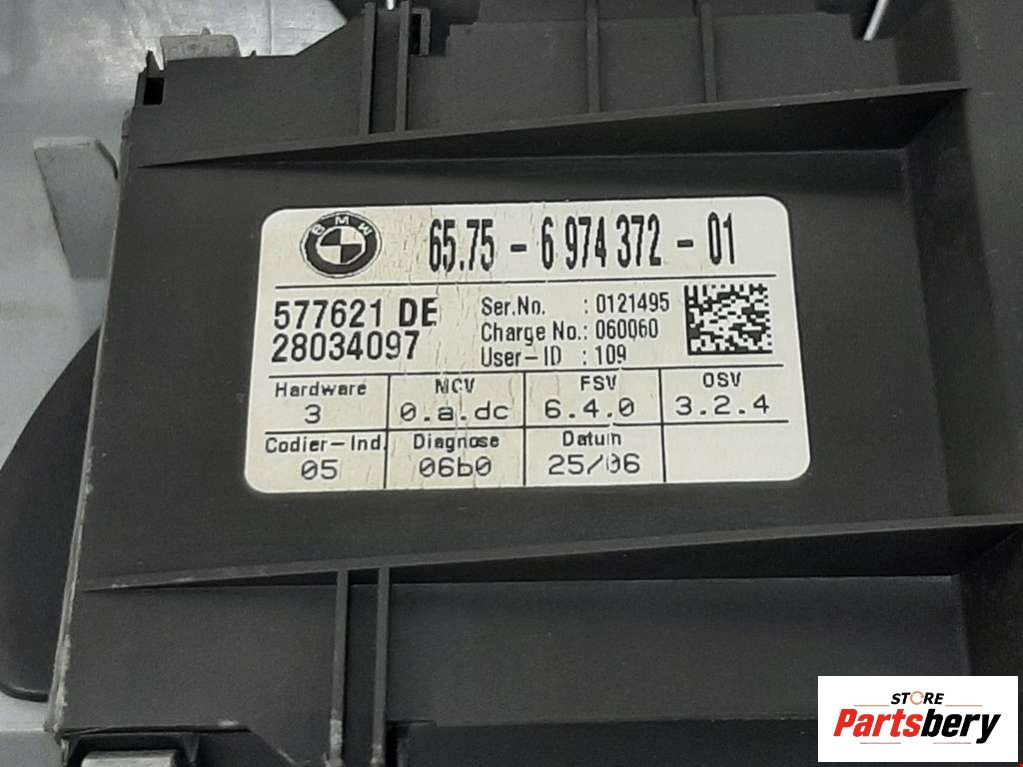 BMW
65.75 - 6 974 372 - 01
577621 DE
28034097
Ser.No. : 0121495
Charge No.: 060060
User-ID : 109
Hardware MCV FSV OSV
3 0.a.dc 6.4.0 3.2.4
Codier-Ind. Diagnose Datum
05 06b0 25/06
STORE
Partsbery